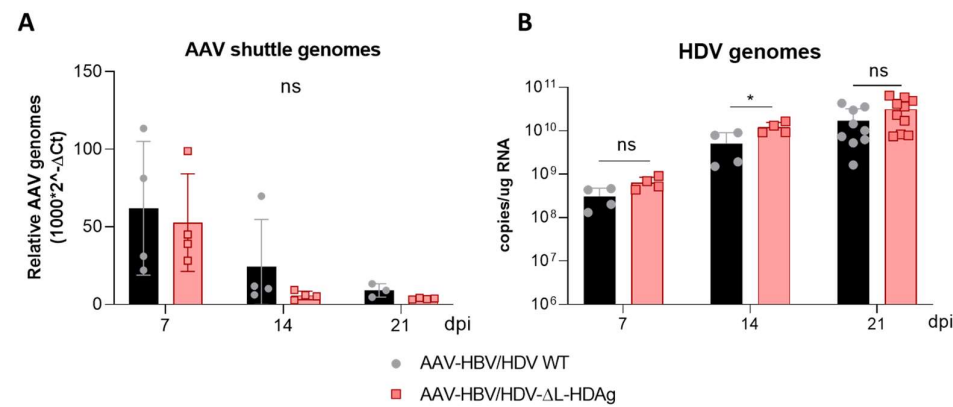 A
AAV shuttle genomes
Relative AAV genomes
(1000*2^-ΔCt)
150
100
50
0
ns
7
14
21
dpi
B
HDV genomes
copies/ug RNA
10¹¹
10¹⁰
10⁹
10⁸
10⁷
10⁶
ns
*
ns
7
14
21
dpi
AAV-HBV/HDV WT
AAV-HBV/HDV-ΔL-HDAg